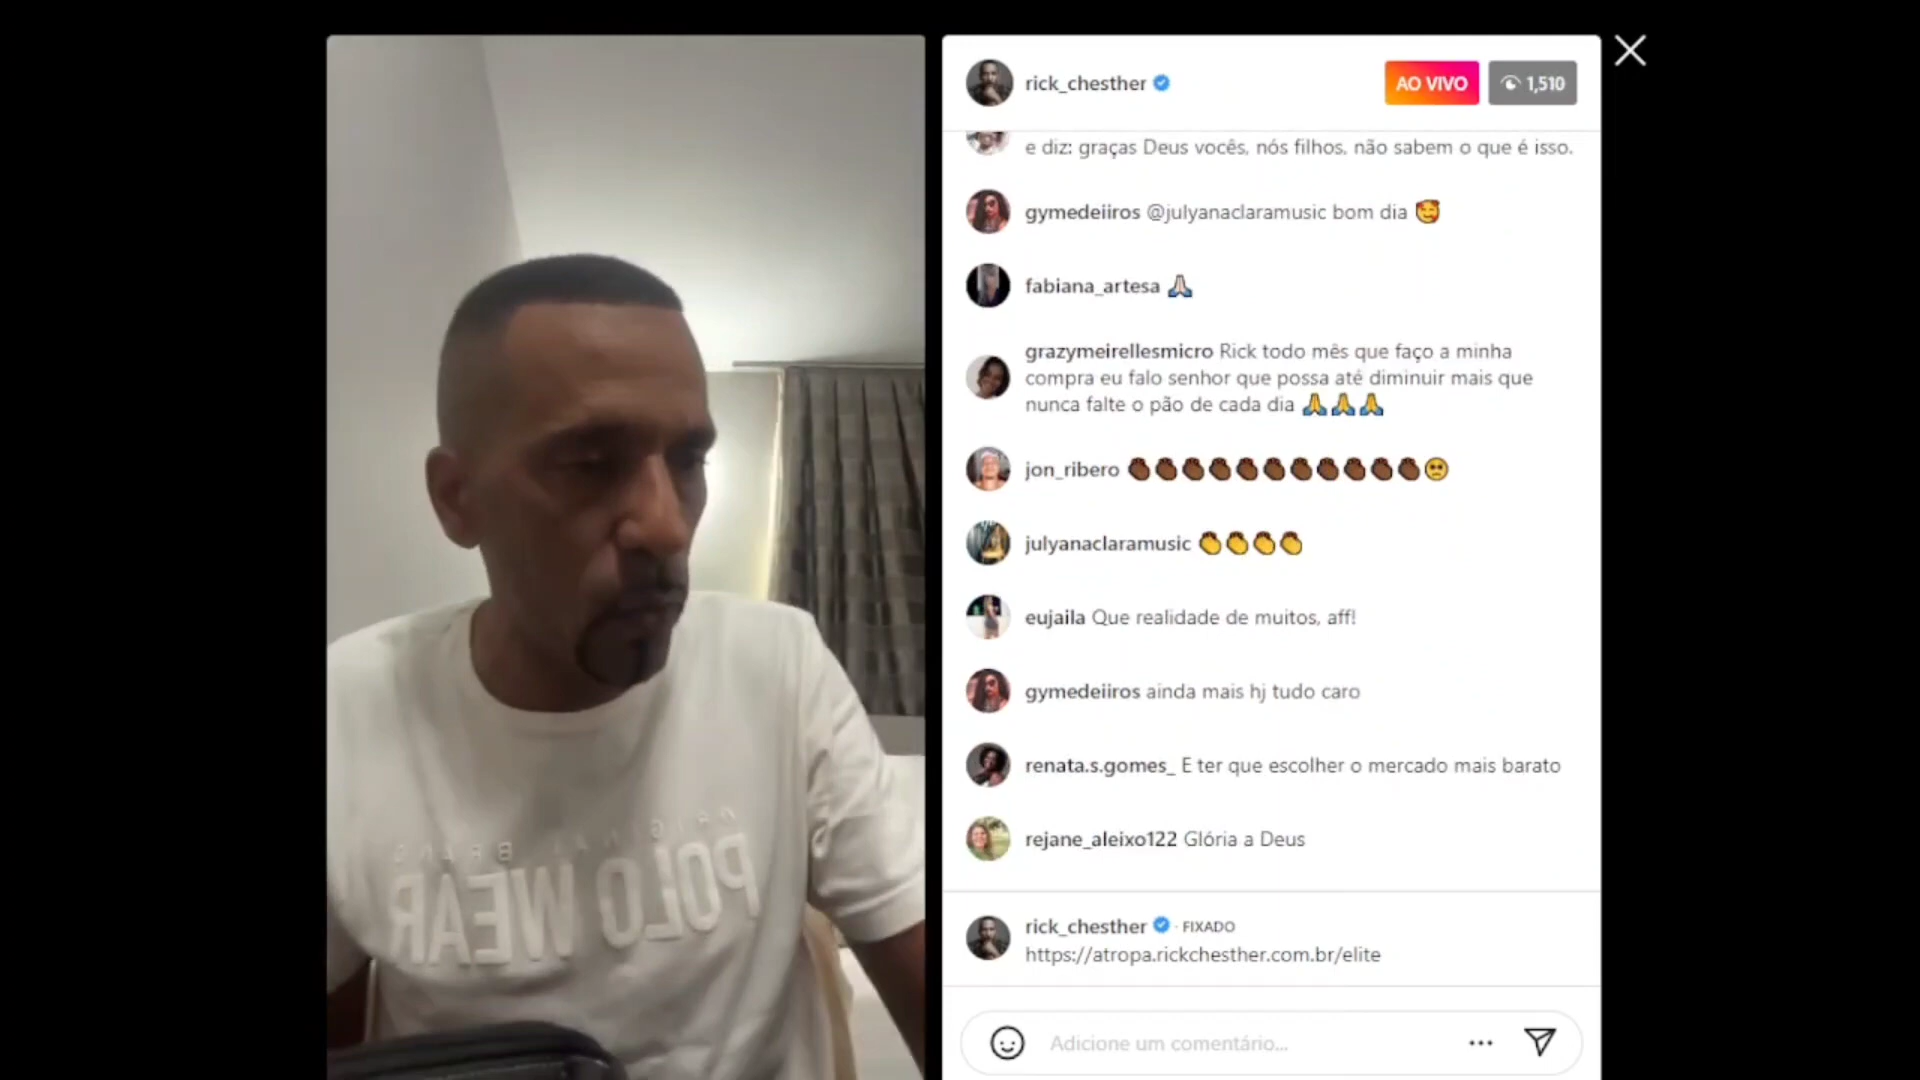 rick_chesther
AO VIVO
1,510
e diz: graças Deus vocês, nós filhos, não sabem o que é isso.
gymedeiiros @julyanaclaramusic bom dia 🥰
fabiana_artesa 🙏🏻
grazymeirellesmicro Rick todo mês que faço a minha
compra eu falo senhor que possa até diminuir mais que
nunca falte o pão de cada dia 🙏🙏🙏
jon_ribero 👏🏾👏🏾👏🏾👏🏾👏🏾👏🏾👏🏾👏🏾👏🏾👏🏾👏🏾🥺
julyanaclaramusic 👏👏👏👏
eujaila Que realidade de muitos, aff!
gymedeiiros ainda mais hj tudo caro
renata.s.gomes_ E ter que escolher o mercado mais barato
rejane_aleixo122 Glória a Deus
rick_chesther · FIXADO
https://atropa.rickchesther.com.br/elite
Adicione um comentário...
ORIGINAL BRAND
POLO WEAR